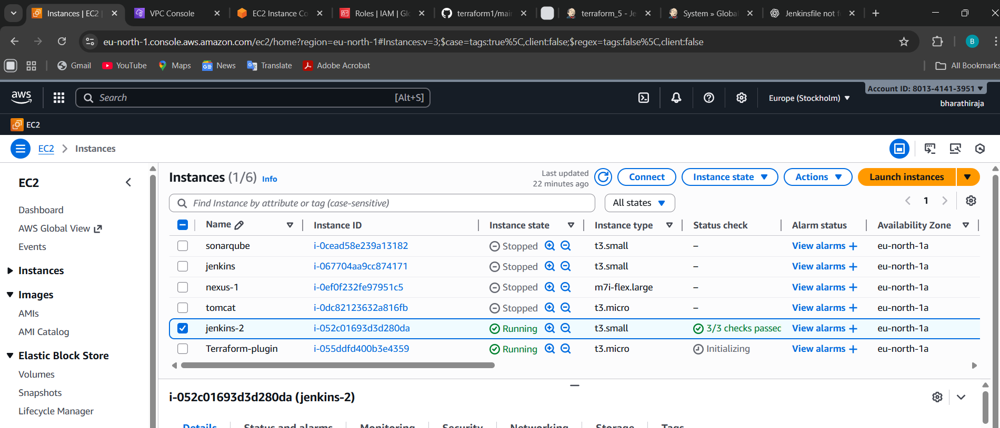 Instances | EC2 |
VPC Console
EC2 Instance Co
Roles | IAM | Glo
terraform1/main
terraform_5 - Je
System » Global
Jenkinsfile not f
eu-north-1.console.aws.amazon.com/ec2/home?region=eu-north-1#Instances:v=3;$case=tags:true%5C,client:false;$regex=tags:false%5C,client:false
B
Gmail
YouTube
Maps
News
Translate
Adobe Acrobat
All Bookmarks
aws
Search
[Alt+S]
Europe (Stockholm)
Account ID: 8013-4141-3951
bharathiraja
EC2
EC2
Instances
EC2
Dashboard
AWS Global View
Events
Instances
Images
AMIs
AMI Catalog
Elastic Block Store
Volumes
Snapshots
Lifecycle Manager
Instances (1/6) Info
Last updated
22 minutes ago
Connect
Instance state
Actions
Launch instances
Find Instance by attribute or tag (case-sensitive)
All states
1
Name Instance ID Instance state Instance type Status check Alarm status Availability Zone
sonarqube i-0cead58e239a13182 Stopped t3.small – View alarms + eu-north-1a
jenkins i-067704aa9cc874171 Stopped t3.small – View alarms + eu-north-1a
nexus-1 i-0ef0f232fe97951c5 Stopped m7i-flex.large – View alarms + eu-north-1a
tomcat i-0dc82123632a816fb Stopped t3.micro – View alarms + eu-north-1a
jenkins-2 i-052c01693d3d280da Running t3.small 3/3 checks passed View alarms + eu-north-1a
Terraform-plugin i-055ddfd400b3e4359 Running t3.micro Initializing View alarms + eu-north-1a
i-052c01693d3d280da (jenkins-2)
Details
Status and alarms
Monitoring
Security
Networking
Storage
Tags